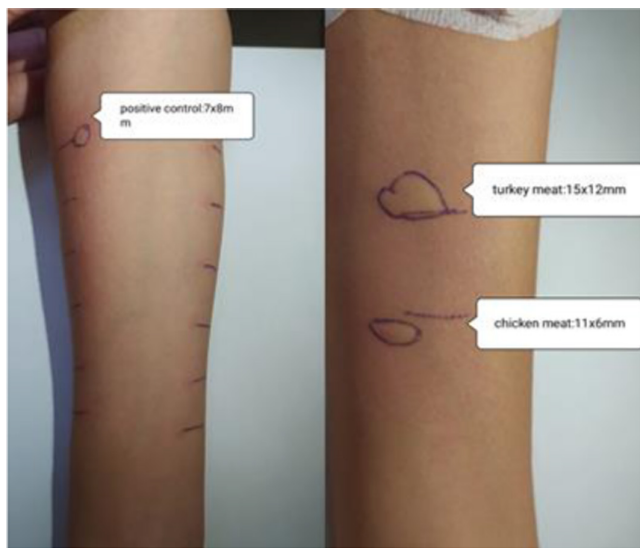 positive control:7x8m
m
turkey meat:15x12mm
chicken meat:11x6mm